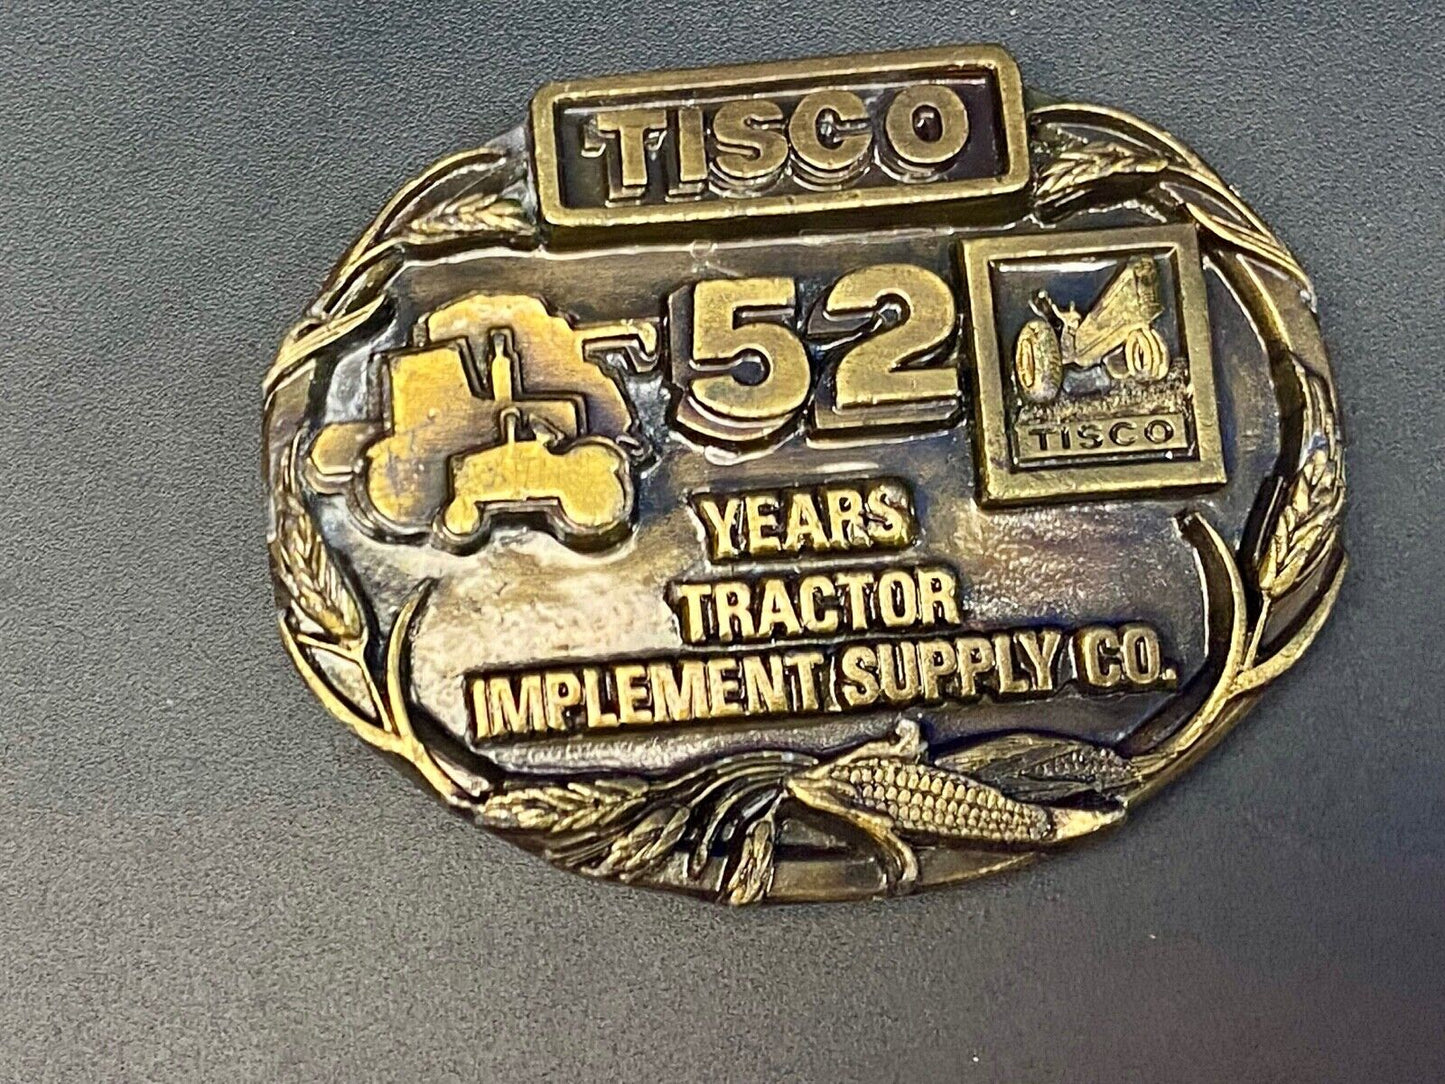 TISCO
52
TISCO
YEARS
TRACTOR
IMPLEMENT SUPPLY CO.